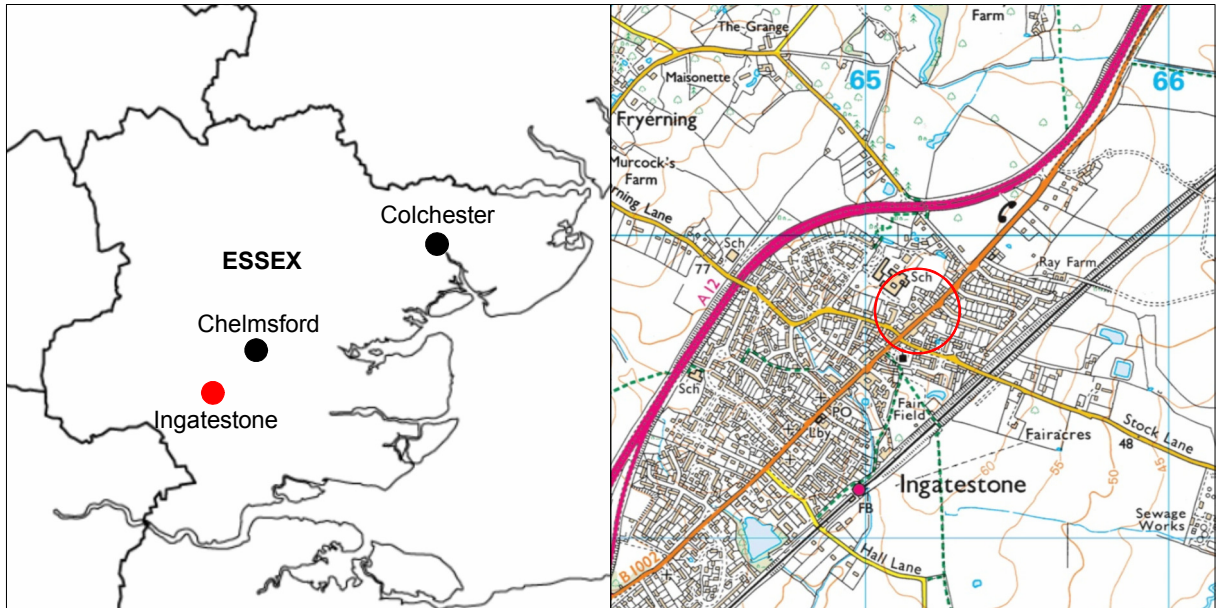 Colchester
ESSEX
Chelmsford
Ingatestone
The Grange
Farm
65
66
Maisonette
Fryerning
Murcock's
Farm
rning Lane
Sch
77
A12
Sch
Ray Farm
Sch
PO
Lby
Fair
Field
Fairacres
Stock Lane
48
60
55
50
45
Ingatestone
FB
Sewage
Works
Hall Lane
B1002